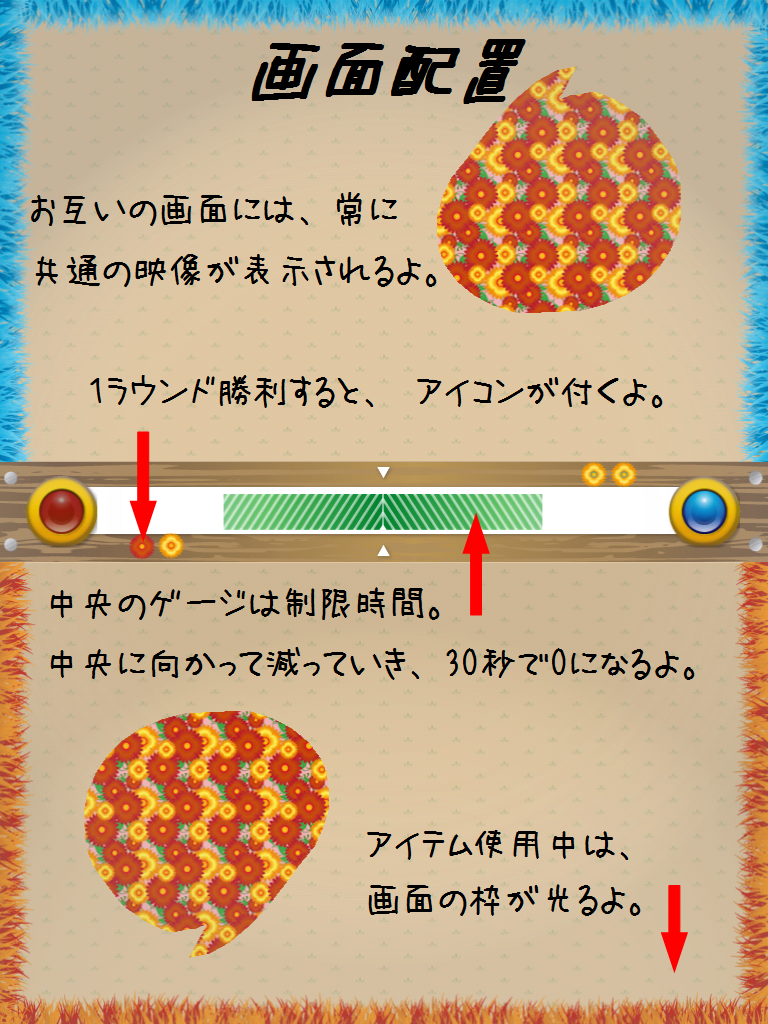 画面配置
お互いの画面には、常に
共通の映像が表示されるよ。
1ラウンド勝利すると、 アイコンが付くよ。
中央のゲージは制限時間。
中央に向かって減っていき、30秒で0になるよ。
アイテム使用中は、
画面の枠が光るよ。